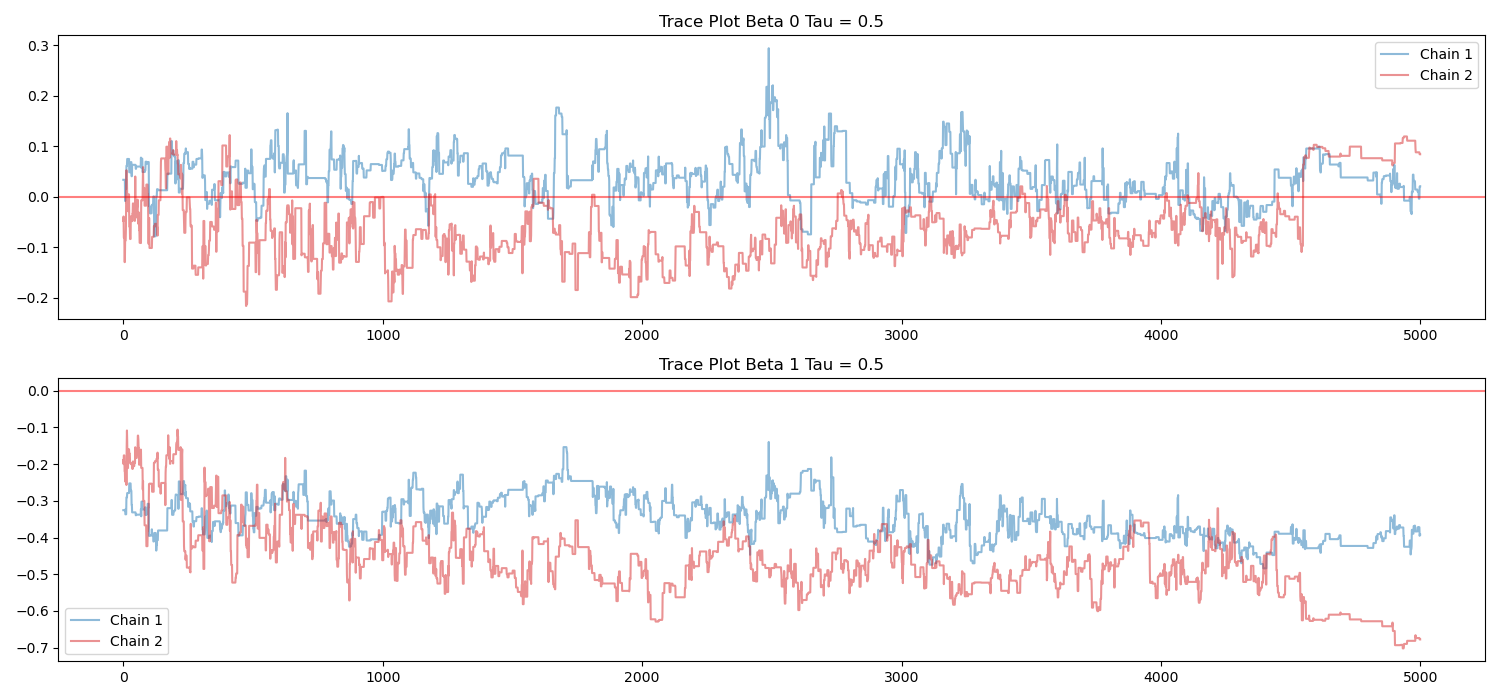 Trace Plot Beta 0 Tau = 0.5
0.3
0.2
0.1
0.0
−0.1
−0.2
Chain 1
Chain 2
0 1000 2000 3000 4000 5000
Trace Plot Beta 1 Tau = 0.5
0.0
−0.1
−0.2
−0.3
−0.4
−0.5
−0.6
−0.7
Chain 1
Chain 2
0 1000 2000 3000 4000 5000